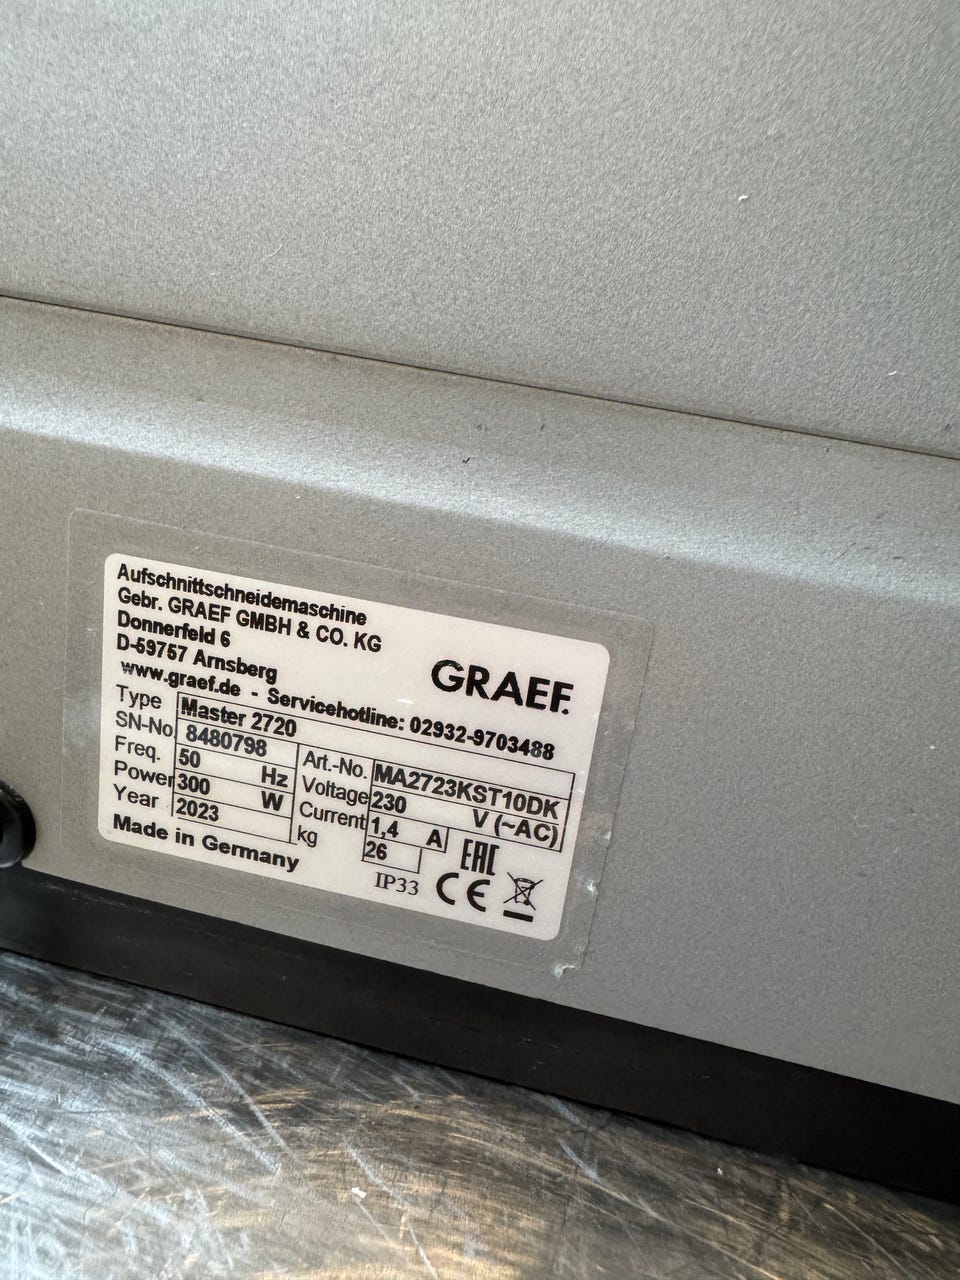 Aufschnittschneidemaschine
Gebr. GRAEF GMBH & CO. KG
Donnerfeld 6
D-59757 Arnsberg
GRAEF.
www.graef.de - Servicehotline: 02932-9703488
Type Master 2720
SN-No 8480798 Art.-No. MA2723KST10DK
Freq. 50 Hz Voltage 230 V (~AC)
Power 300 W Current 1,4 A EAC
Year 2023 kg 26
Made in Germany IP33 CE